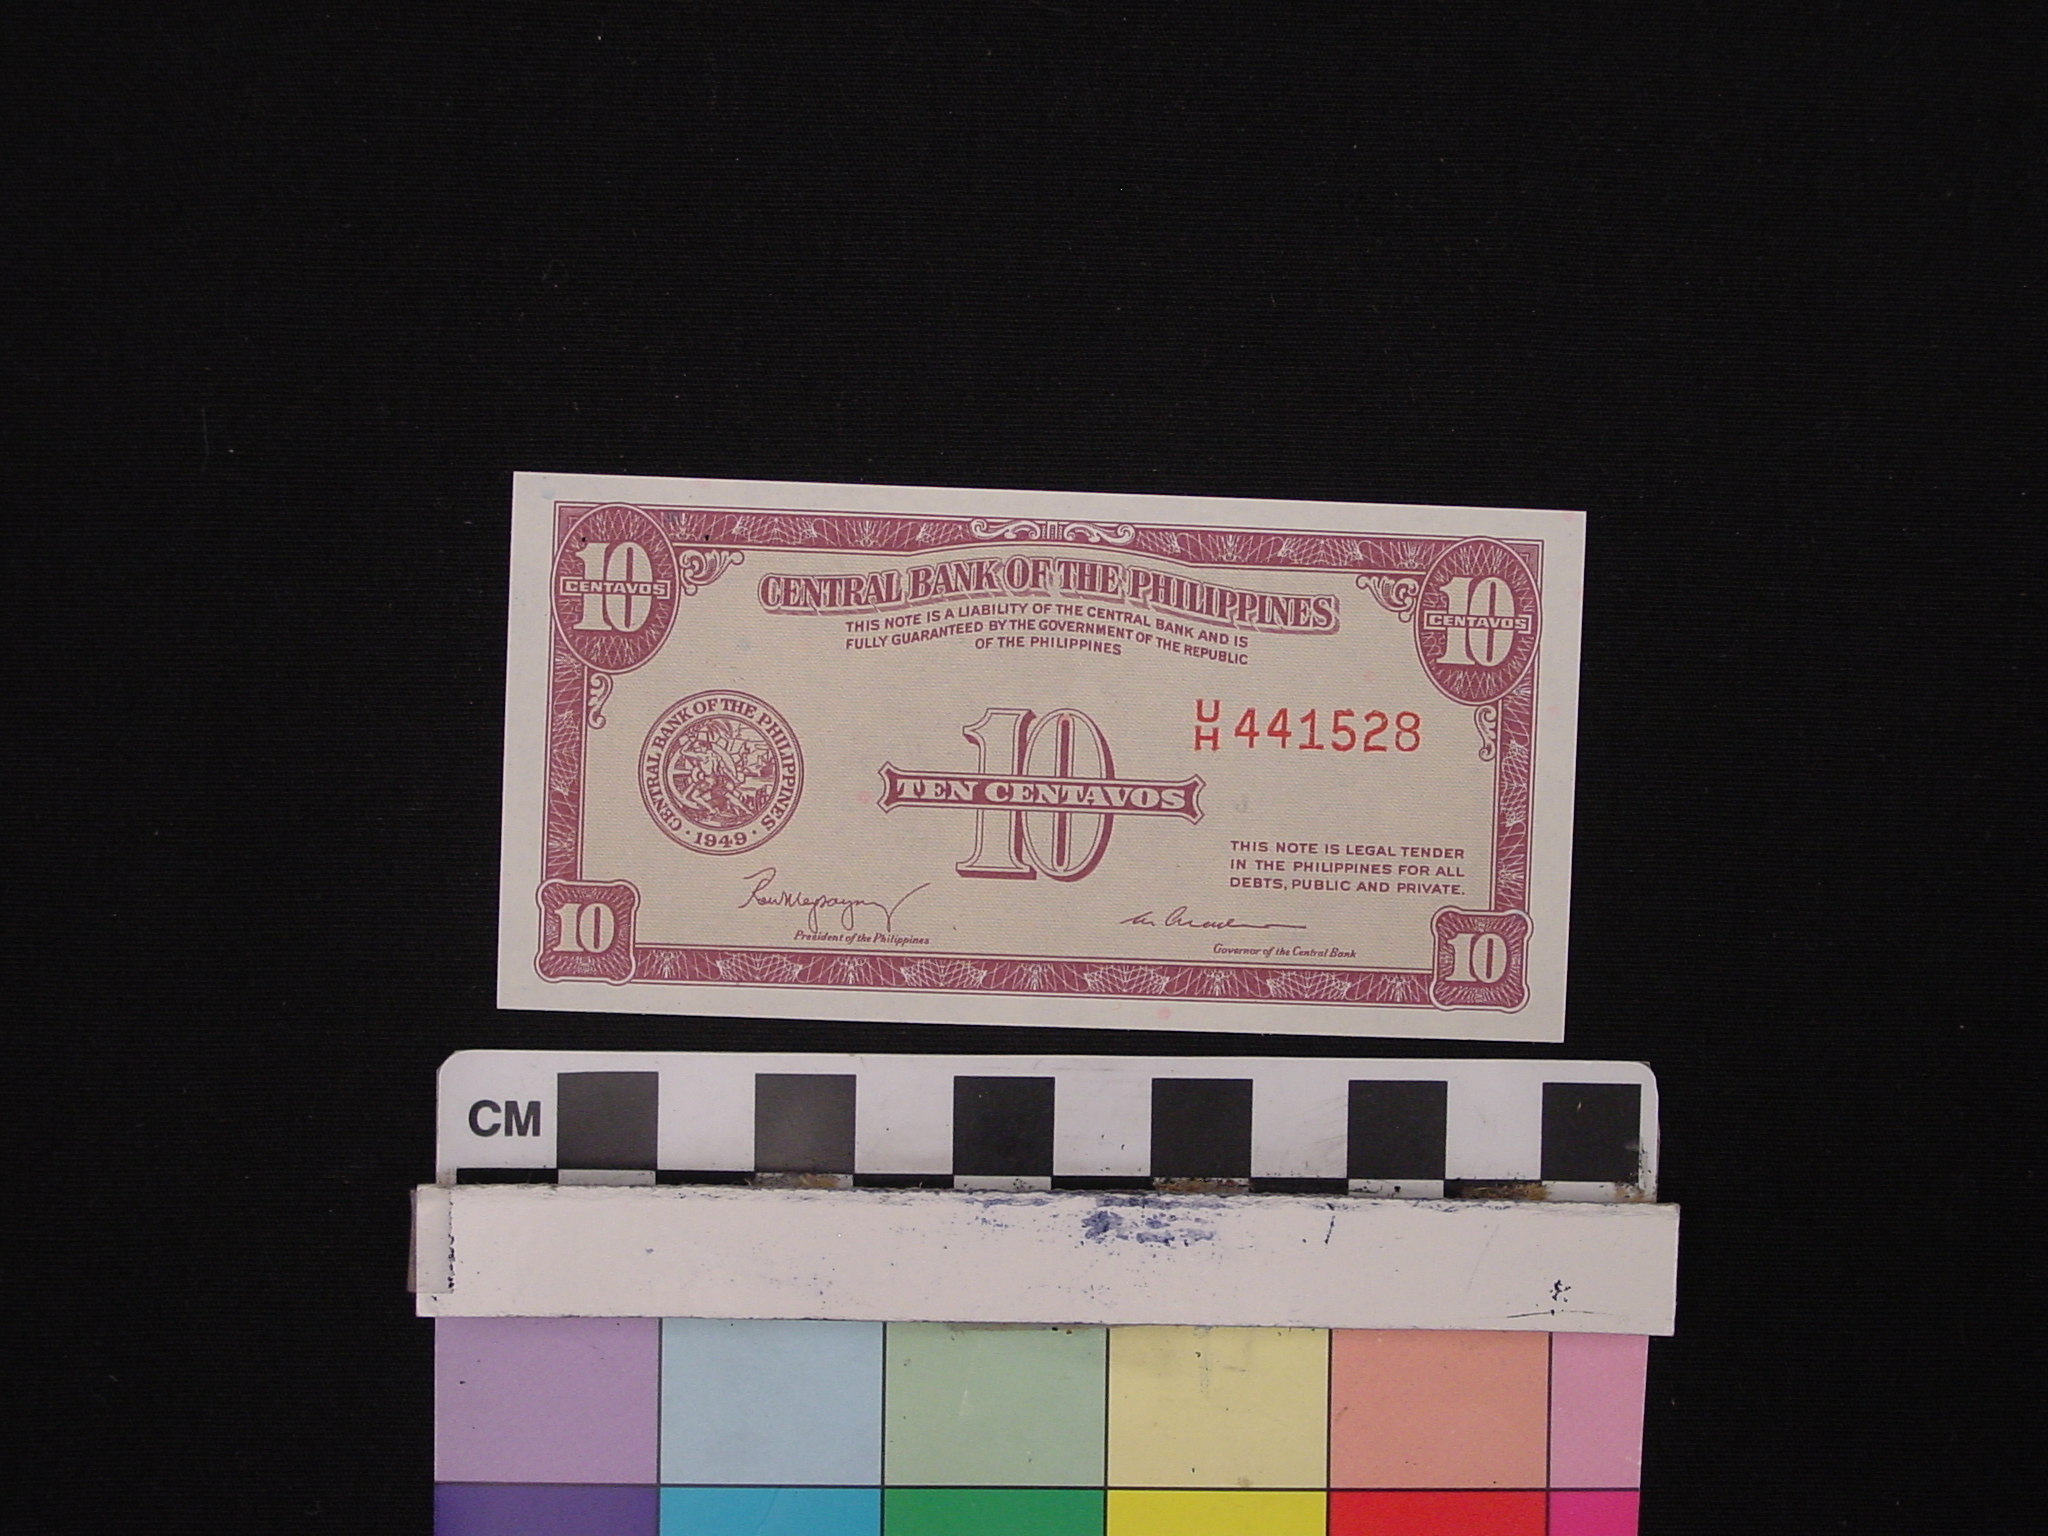 10
CENTAVOS
10
CENTAVOS
CENTRAL BANK OF THE PHILIPPINES
THIS NOTE IS A LIABILITY OF THE CENTRAL BANK AND IS
FULLY GUARANTEED BY THE GOVERNMENT OF THE REPUBLIC
OF THE PHILIPPINES
CENTRAL BANK OF THE PHILIPPINES
· 1949 ·
10
TEN CENTAVOS
U
H 441528
THIS NOTE IS LEGAL TENDER
IN THE PHILIPPINES FOR ALL
DEBTS, PUBLIC AND PRIVATE.
President of the Philippines
Governor of the Central Bank
10
10
CM